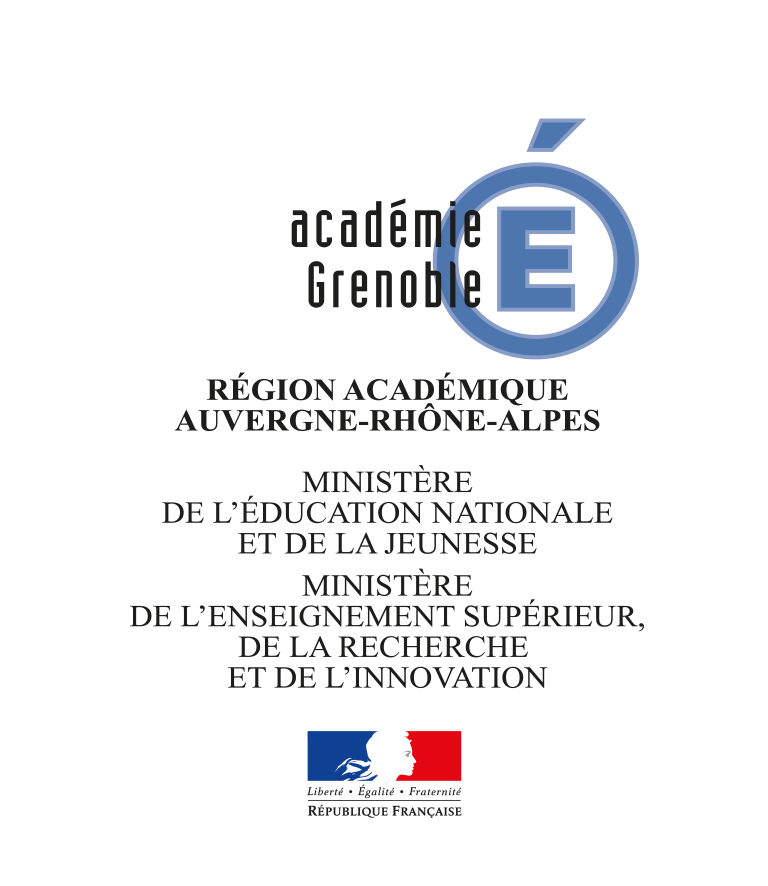 É
académie
Grenoble
RÉGION ACADÉMIQUE
AUVERGNE-RHÔNE-ALPES
MINISTÈRE
DE L’ÉDUCATION NATIONALE
ET DE LA JEUNESSE
MINISTÈRE
DE L’ENSEIGNEMENT SUPÉRIEUR,
DE LA RECHERCHE
ET DE L’INNOVATION
Liberté • Égalité • Fraternité
RÉPUBLIQUE FRANÇAISE